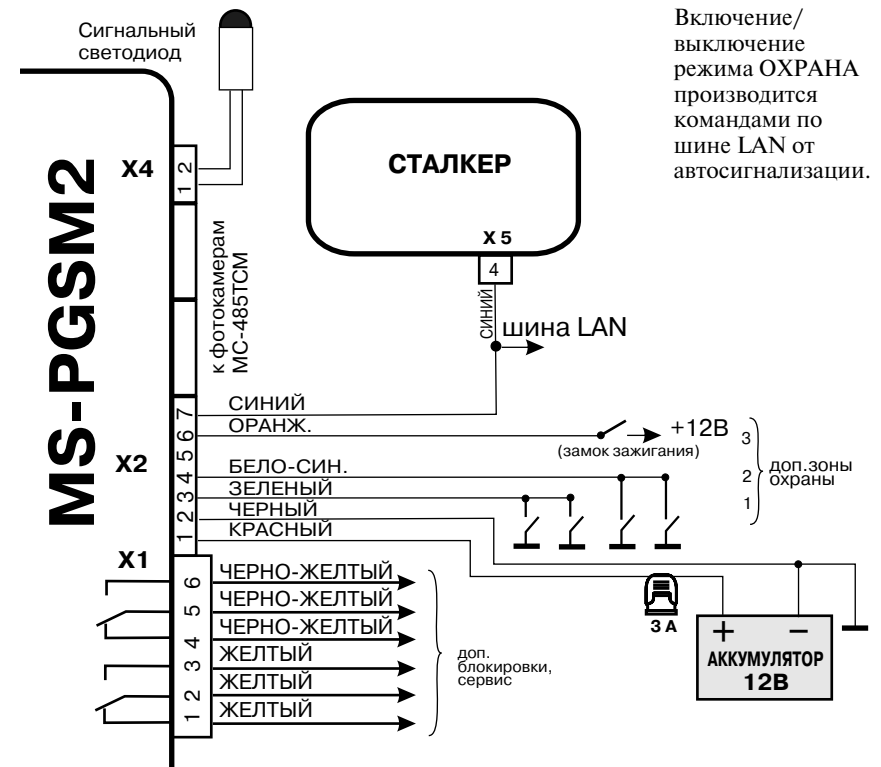 Сигнальный
светодиод
Включение/
выключение
режима ОХРАНА
производится
командами по
шине LAN от
автосигнализации.
MS-PGSM2
X4
2
1
СТАЛКЕР
X 5
4
СИНИЙ
шина LAN
к фотокамерам
МС-485ТСМ
X2
7
6
5
4
3
2
1
СИНИЙ
ОРАНЖ.
БЕЛО-СИН.
ЗЕЛЕНЫЙ
ЧЕРНЫЙ
КРАСНЫЙ
+12В
(замок зажигания)
3
2
1
доп.зоны
охраны
X1
6
5
4
3
2
1
ЧЕРНО-ЖЕЛТЫЙ
ЧЕРНО-ЖЕЛТЫЙ
ЧЕРНО-ЖЕЛТЫЙ
ЖЕЛТЫЙ
ЖЕЛТЫЙ
ЖЕЛТЫЙ
доп.
блокировки,
сервис
3 А
+ –
АККУМУЛЯТОР
12В